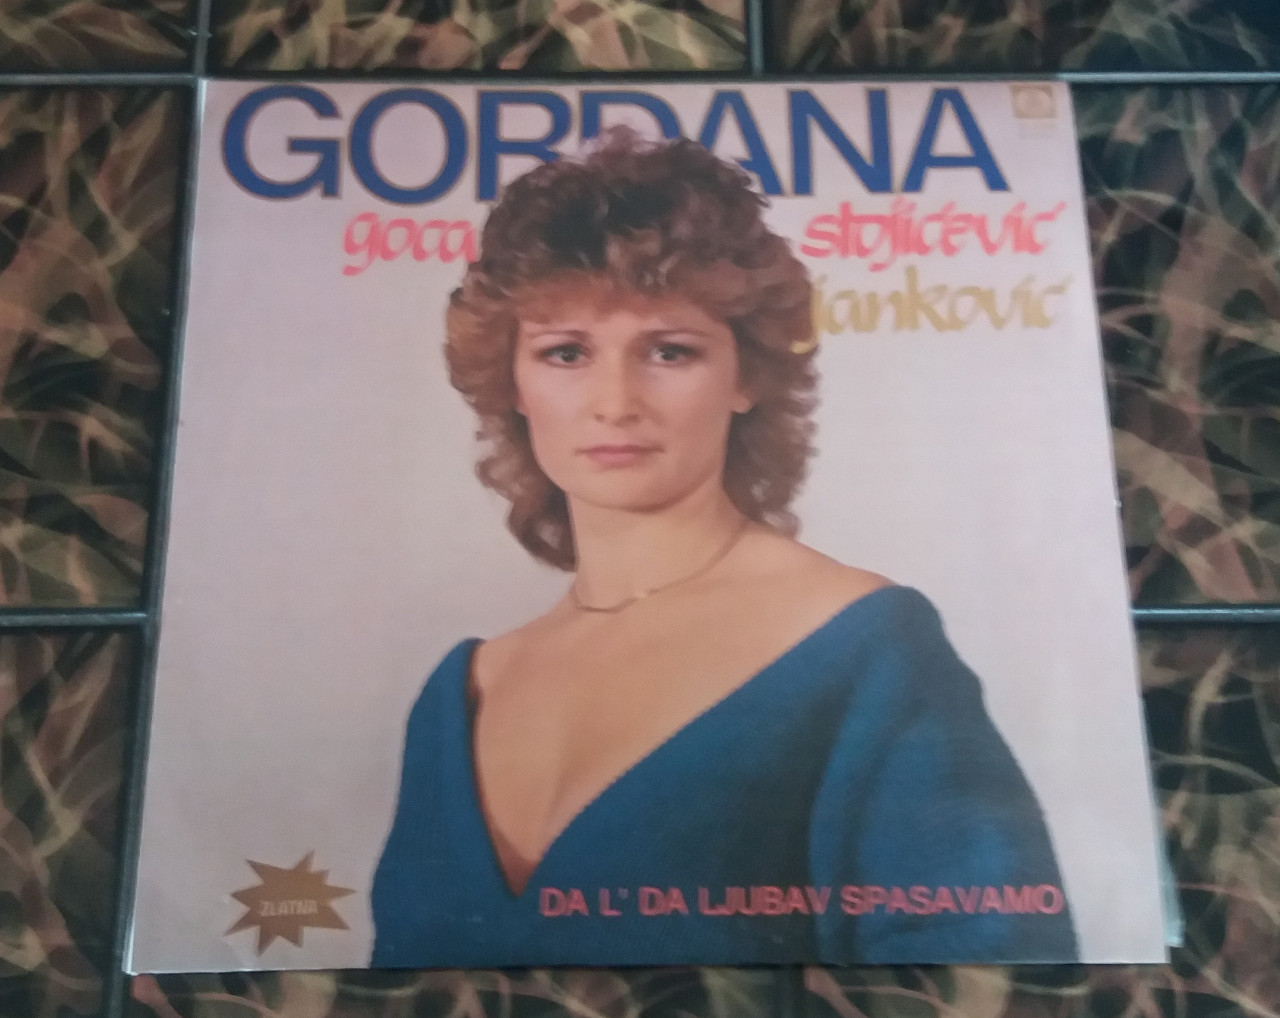 GORDANA
goca stojićević
janković
ZLATNA
DA L' DA LJUBAV SPASAVAMO